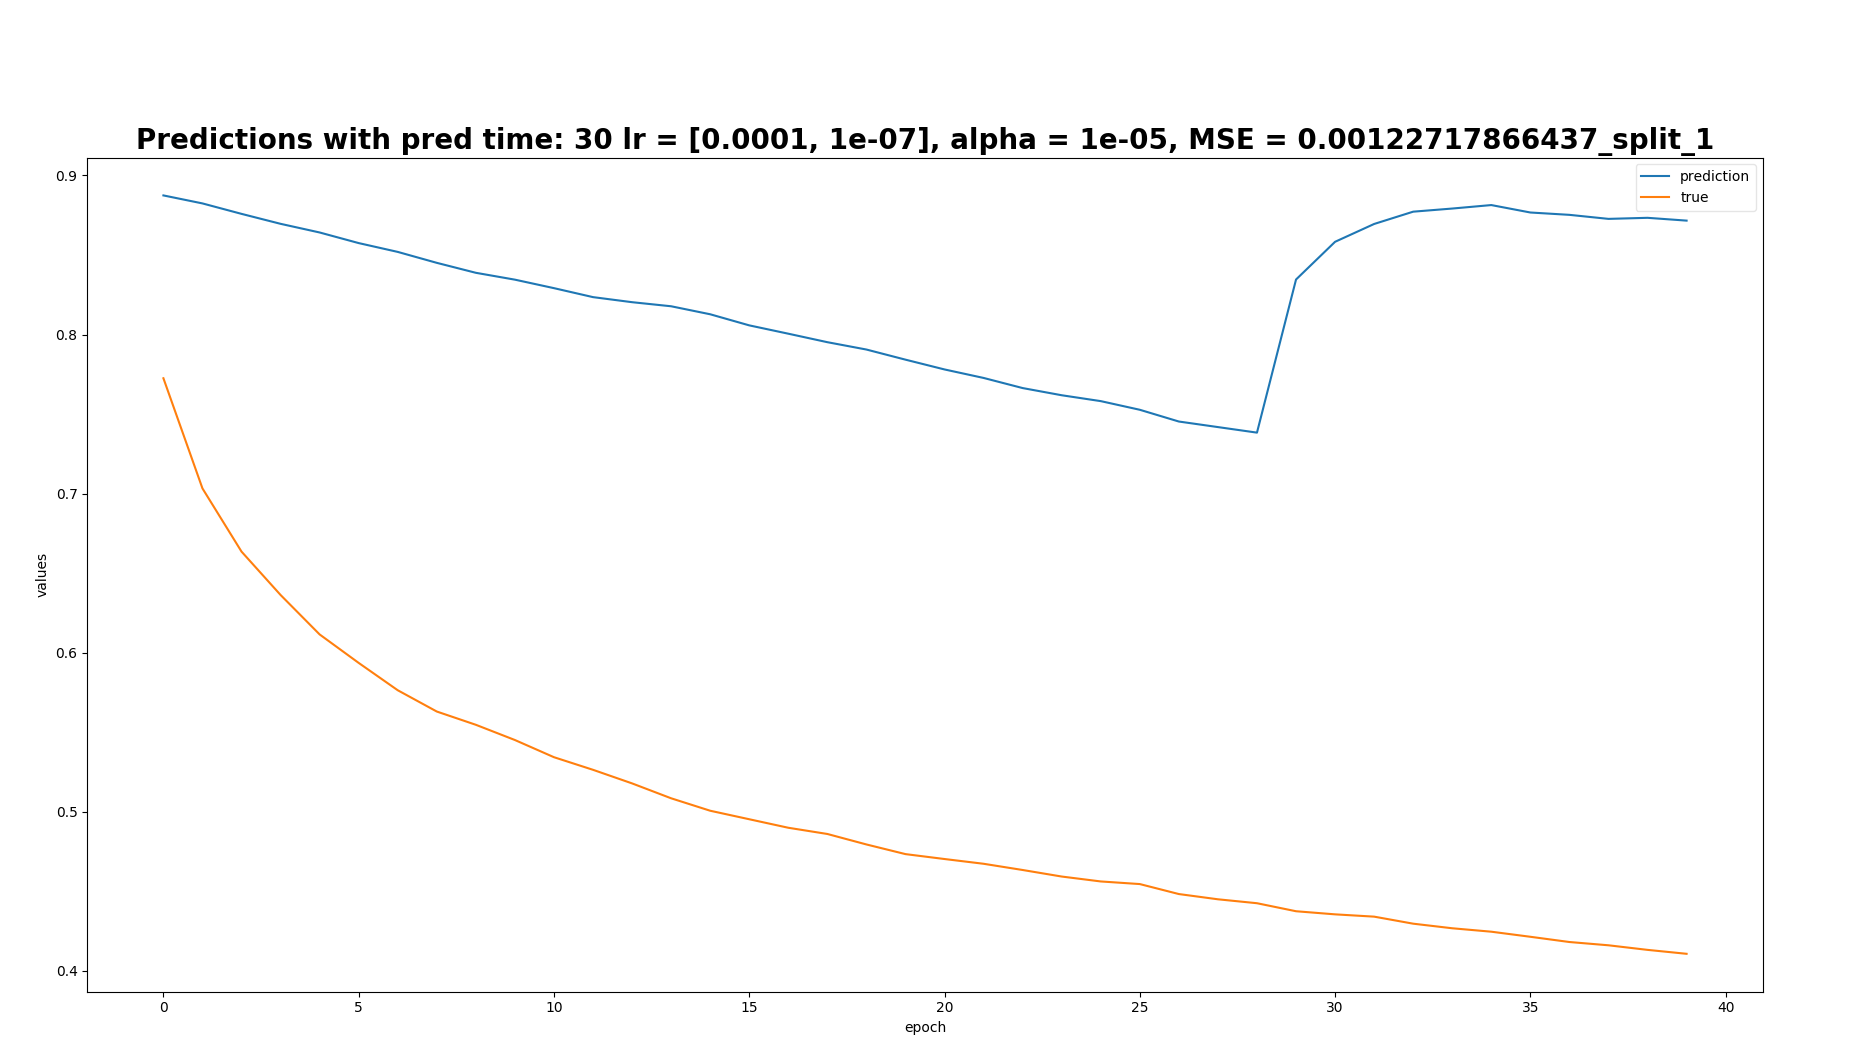 Predictions with pred time: 30 lr = [0.0001, 1e-07], alpha = 1e-05, MSE = 0.00122717866437_split_1
prediction
true
0.9
0.8
0.7
0.6
0.5
0.4
values
0 5 10 15 20 25 30 35 40
epoch